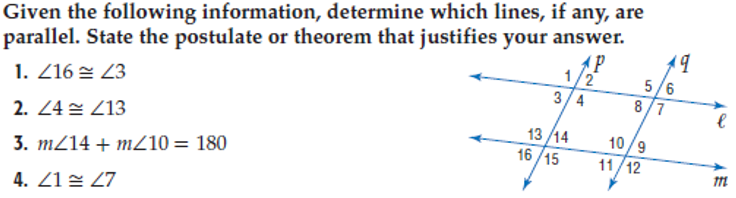 Given the following information, determine which lines, if any, are
parallel. State the postulate or theorem that justifies your answer.
1. ∠16 ≅ ∠3
2. ∠4 ≅ ∠13
3. m∠14 + m∠10 = 180
4. ∠1 ≅ ∠7
p
q
1 2
5 6
3 4
8 7
ℓ
13 14
10 9
16 15
11 12
m